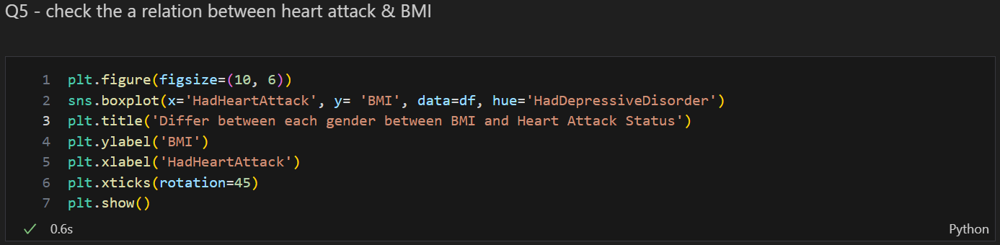 Q5 - check the a relation between heart attack & BMI
1 plt.figure(figsize=(10, 6))
2 sns.boxplot(x='HadHeartAttack', y= 'BMI', data=df, hue='HadDepressiveDisorder')
3 plt.title('Differ between each gender between BMI and Heart Attack Status')
4 plt.ylabel('BMI')
5 plt.xlabel('HadHeartAttack')
6 plt.xticks(rotation=45)
7 plt.show()
✓ 0.6s Python